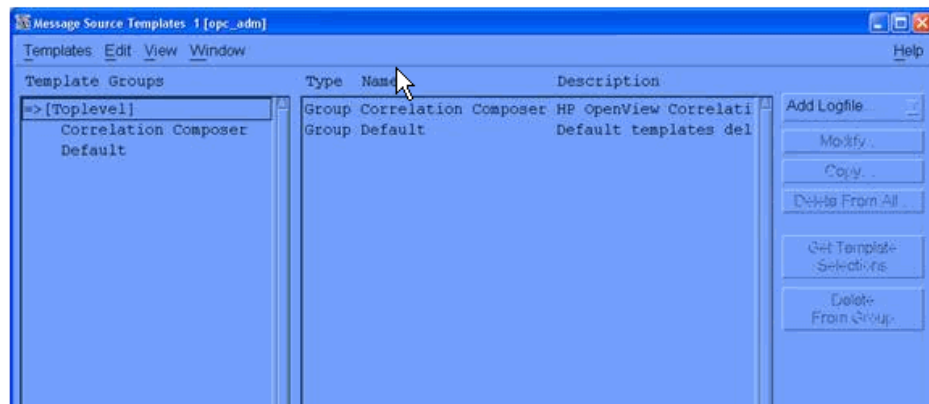 Message Source Templates 1 [opc_adm]
Templates Edit View Window Help
Template Groups
=>[Toplevel]
Correlation Composer
Default
Type Name Description
Group Correlation Composer HP OpenView Correlati
Group Default Default templates del
Add Logfile...
Modify...
Copy...
Delete From All...
Get Template
Selections
Delete
From Group